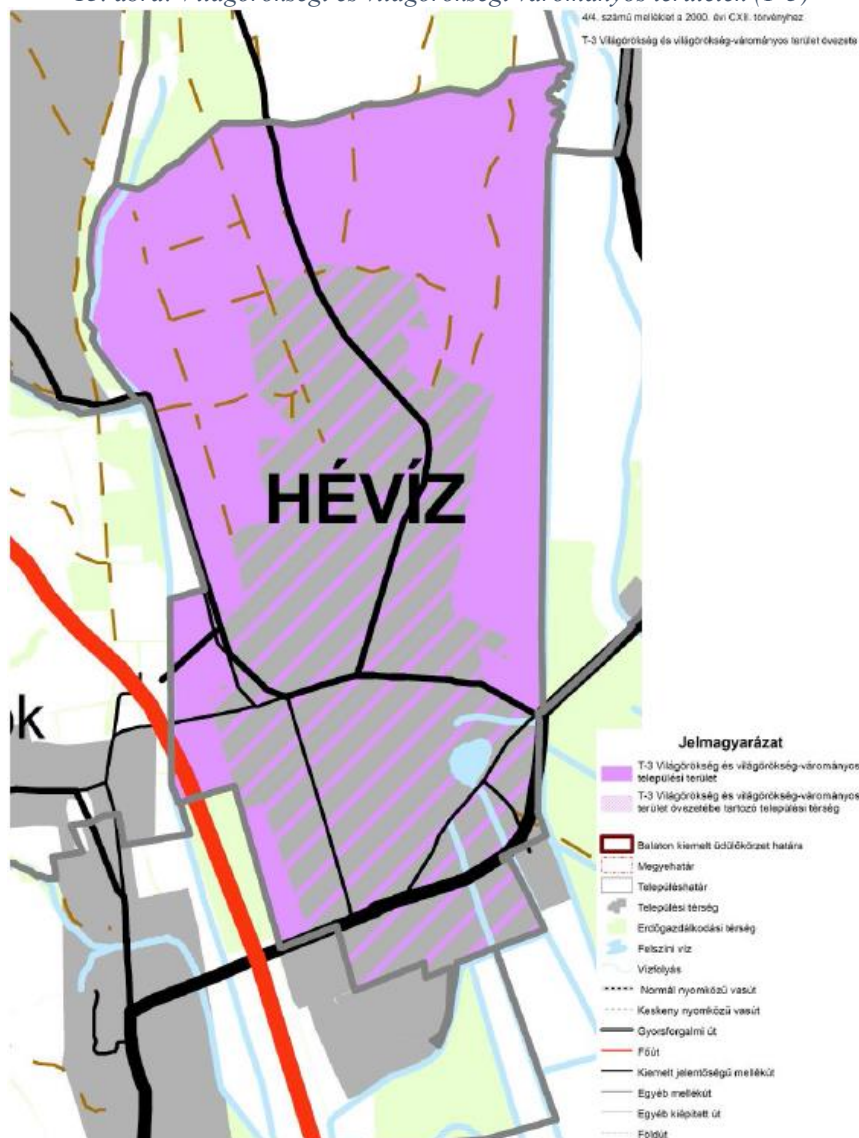 4/4. számú melléklet a 2000. évi CXII. törvényhez
T-3 Világörökség és világörökség-várományos terület övezete
HÉVÍZ
k
Jelmagyarázat
T-3 Világörökség és világörökség-várományos
települési terület
T-3 Világörökség és világörökség-várományos
terület övezetébe tartozó települési térség
Balaton kiemelt üdülőkörzet határa
Megyehatár
Településhatár
Települési térség
Erdőgazdálkodási térség
Felszíni víz
Vízfolyás
Normál nyomközű vasút
Keskeny nyomközű vasút
Gyorsforgalmi út
Főút
Kiemelt jelentőségű mellékút
Egyéb mellékút
Egyéb kiépített út
Földút